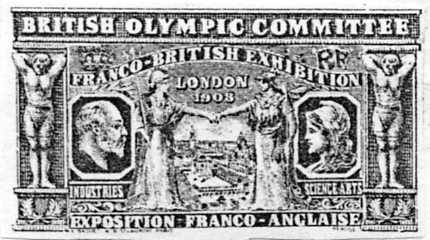 BRITISH OLYMPIC COMMITTEE
FRANCO-BRITISH EXHIBITION
RF
LONDON
1908
INDUSTRIES
SCIENCE-ARTS
EXPOSITION FRANCO-ANGLAISE